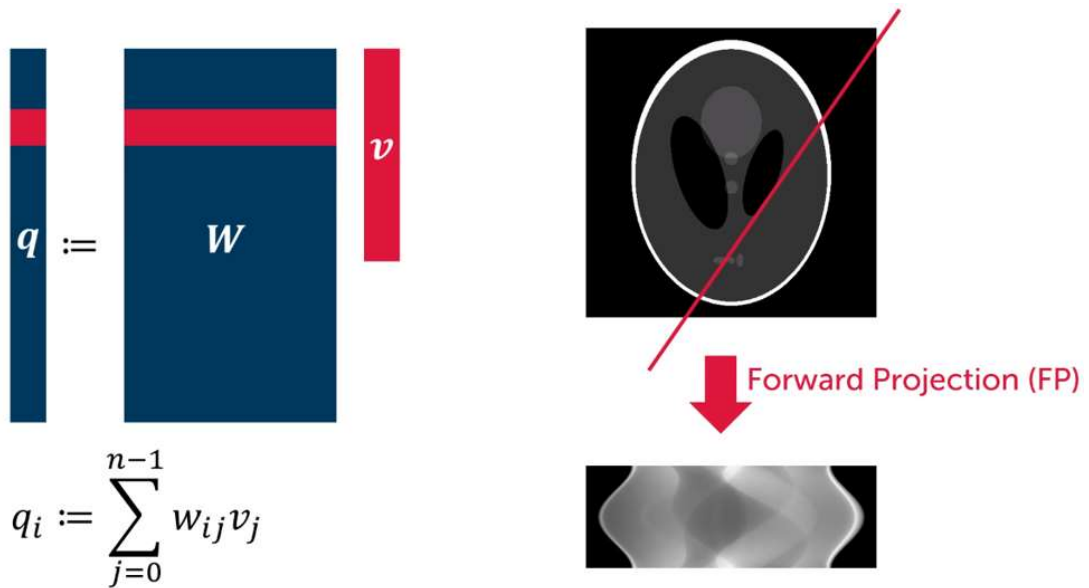 q := W v
q_i := \sum_{j=0}^{n-1} w_{ij} v_j
Forward Projection (FP)